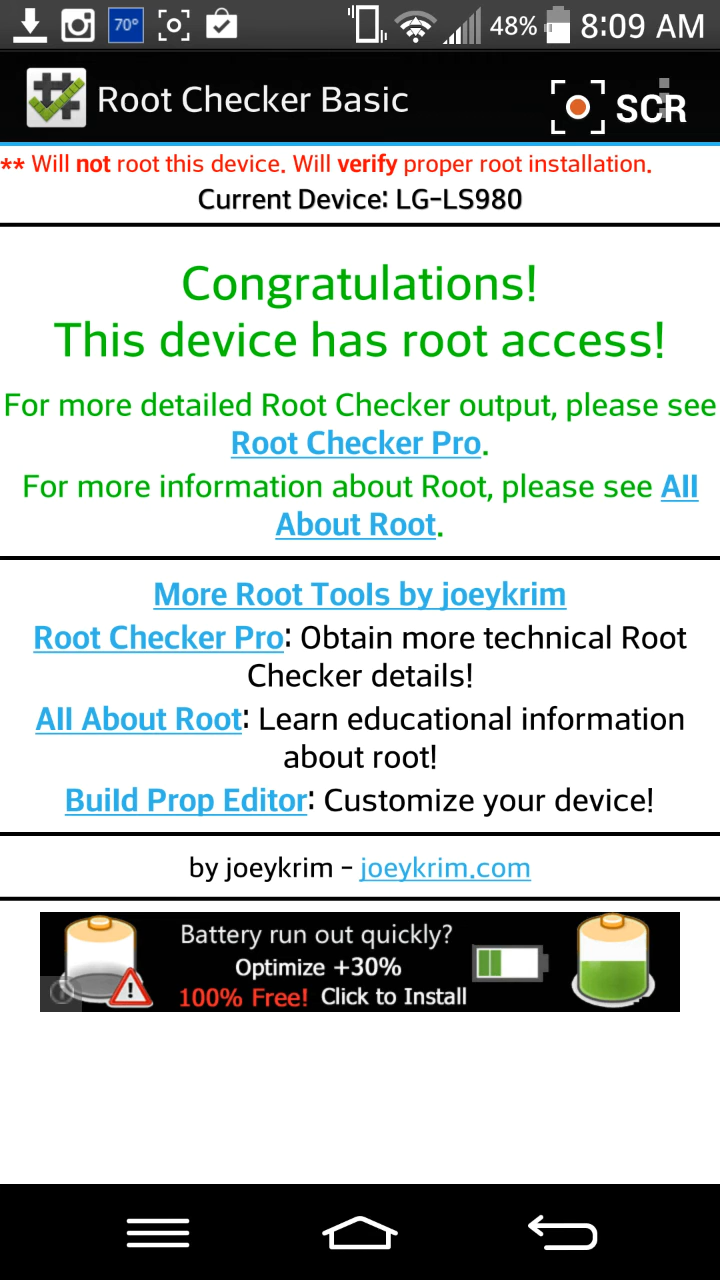 70°
48% 8:09 AM
Root Checker Basic
SCR
** Will not root this device. Will verify proper root installation.
Current Device: LG-LS980
Congratulations!
This device has root access!
For more detailed Root Checker output, please see
Root Checker Pro.
For more information about Root, please see All
About Root.
More Root Tools by joeykrim
Root Checker Pro: Obtain more technical Root
Checker details!
All About Root: Learn educational information
about root!
Build Prop Editor: Customize your device!
by joeykrim - joeykrim.com
Battery run out quickly?
Optimize +30%
100% Free! Click to Install